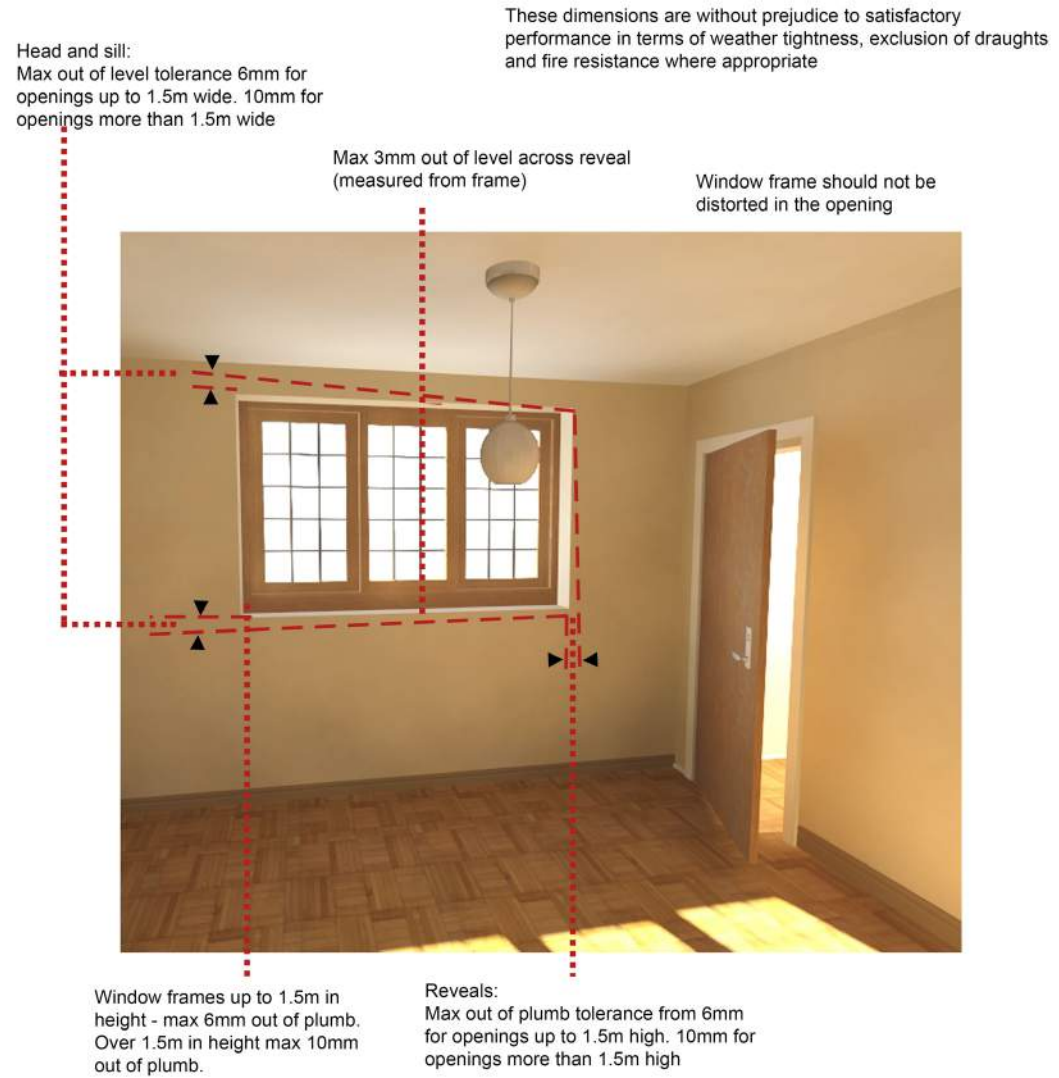 These dimensions are without prejudice to satisfactory
performance in terms of weather tightness, exclusion of draughts
and fire resistance where appropriate
Head and sill:
Max out of level tolerance 6mm for
openings up to 1.5m wide. 10mm for
openings more than 1.5m wide
Max 3mm out of level across reveal
(measured from frame)
Window frame should not be
distorted in the opening
Window frames up to 1.5m in
height - max 6mm out of plumb.
Over 1.5m in height max 10mm
out of plumb.
Reveals:
Max out of plumb tolerance from 6mm
for openings up to 1.5m high. 10mm for
openings more than 1.5m high